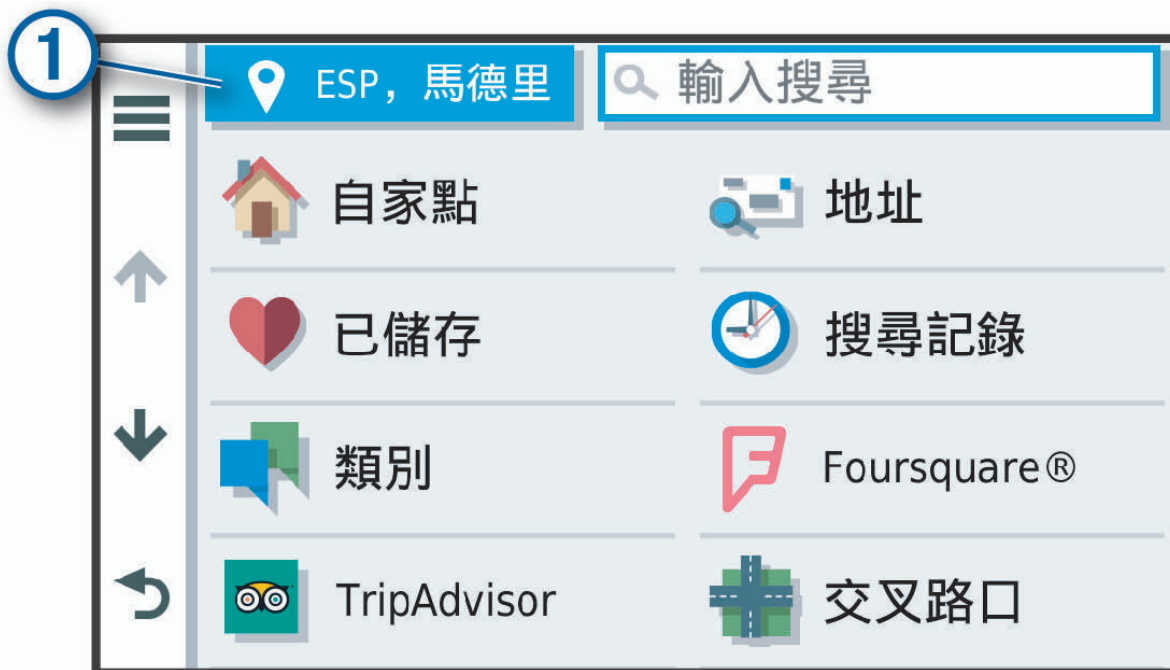 1
ESP，馬德里
輸入搜尋
自家點
地址
已儲存
搜尋記錄
類別
Foursquare®
TripAdvisor
交叉路口